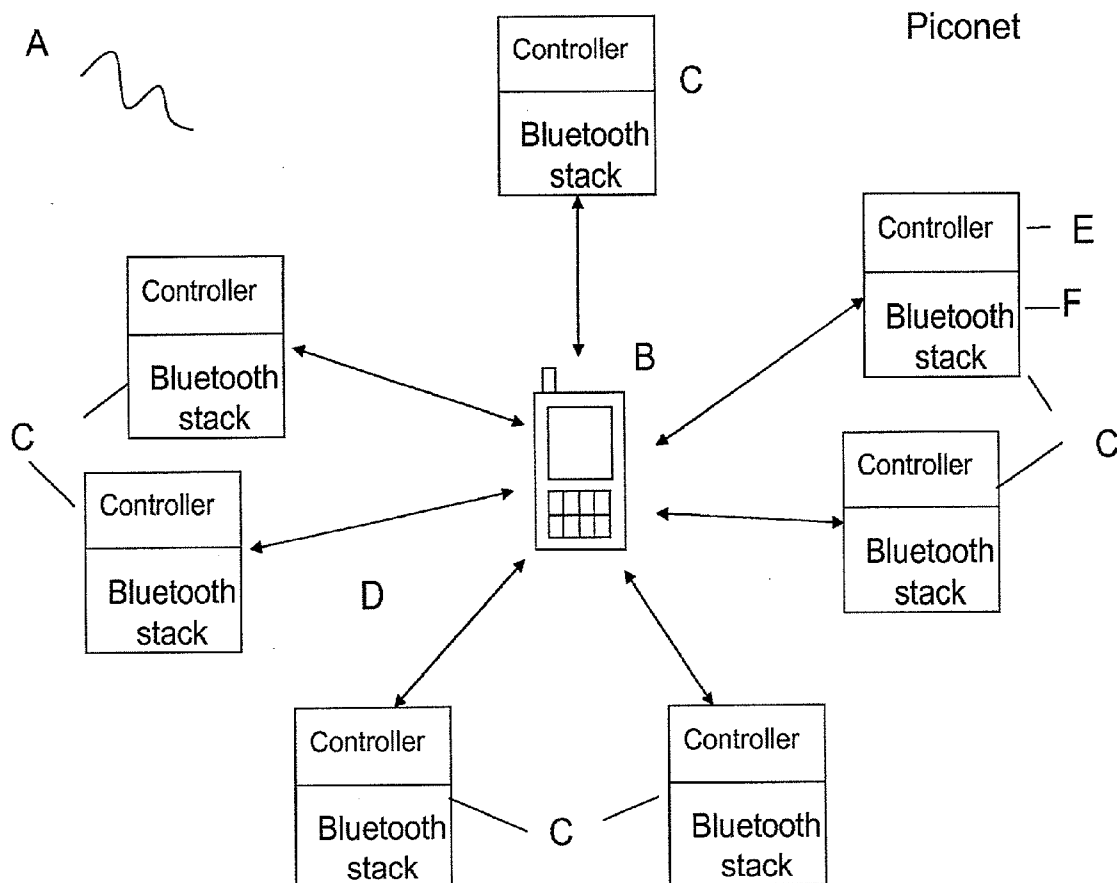 A
Piconet
Controller
C
Bluetooth
stack
Controller
E
Bluetooth
F
stack
Controller
Bluetooth
stack
B
C
C
Controller
Bluetooth
stack
Controller
Bluetooth
stack
D
Controller
Bluetooth
stack
C
Controller
Bluetooth
stack